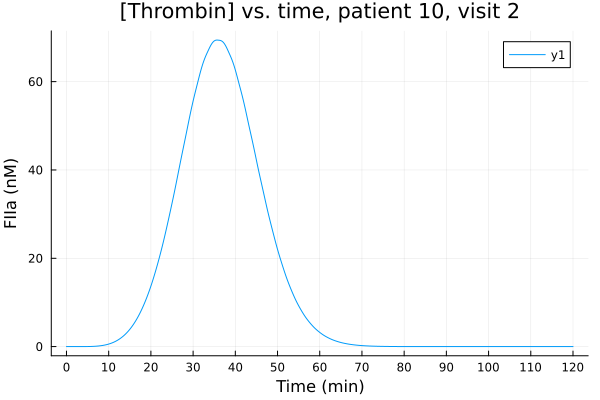 [Thrombin] vs. time, patient 10, visit 2
y1
FIIa (nM)
60
40
20
0
0 10 20 30 40 50 60 70 80 90 100 110 120
Time (min)